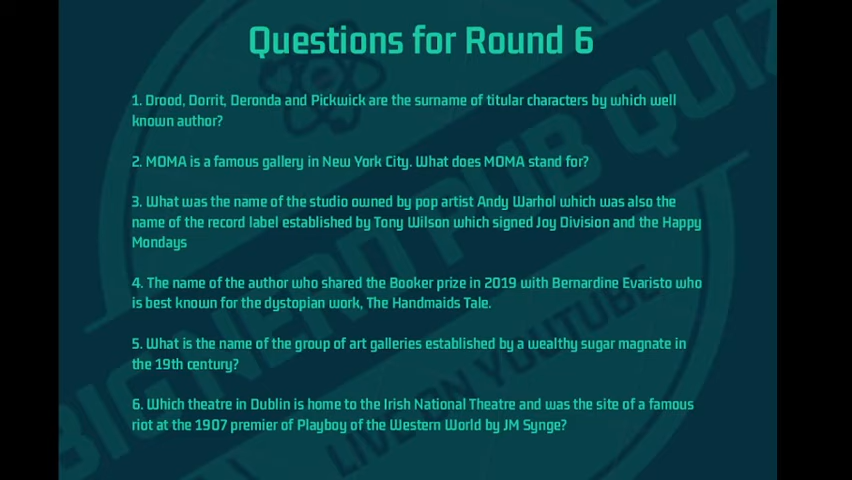 Questions for Round 6
1. Drood, Dorrit, Deronda and Pickwick are the surname of titular characters by which well
known author?
2. MOMA is a famous gallery in New York City. What does MOMA stand for?
3. What was the name of the studio owned by pop artist Andy Warhol which was also the
name of the record label established by Tony Wilson which signed Joy Division and the Happy
Mondays
4. The name of the author who shared the Booker prize in 2019 with Bernardine Evaristo who
is best known for the dystopian work, The Handmaids Tale.
5. What is the name of the group of art galleries established by a wealthy sugar magnate in
the 19th century?
6. Which theatre in Dublin is home to the Irish National Theatre and was the site of a famous
riot at the 1907 premier of Playboy of the Western World by JM Synge?
BIG NERD PUB QUIZ
LIVE ON YOUTUBE